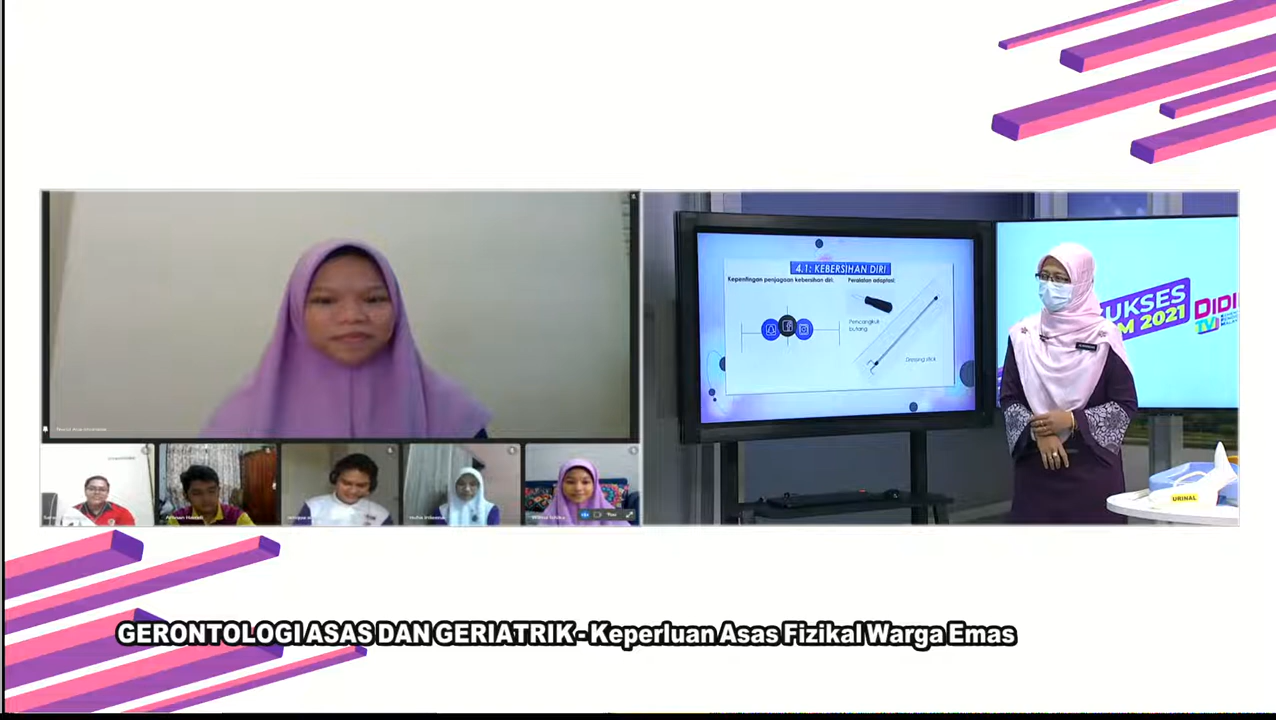 4.1: KEBERSIHAN DIRI
Kepentingan penjagaan kebersihan diri.
Peralatan adaptasi
Pencangkuk
butang
Dressing stick
SUKSES
M 2021
DIDI
TV
URINAL
GERONTOLOGI ASAS DAN GERIATRIK - Keperluan Asas Fizikal Warga Emas